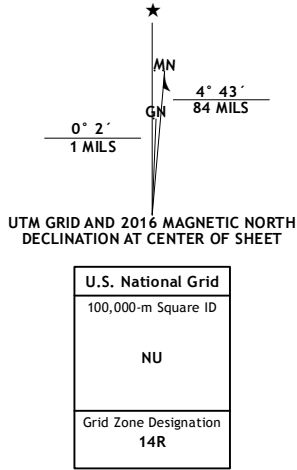 MN
GN
4° 43´
84 MILS
0° 2´
1 MILS
UTM GRID AND 2016 MAGNETIC NORTH
DECLINATION AT CENTER OF SHEET
U.S. National Grid
100,000-m Square ID
NU
Grid Zone Designation
14R